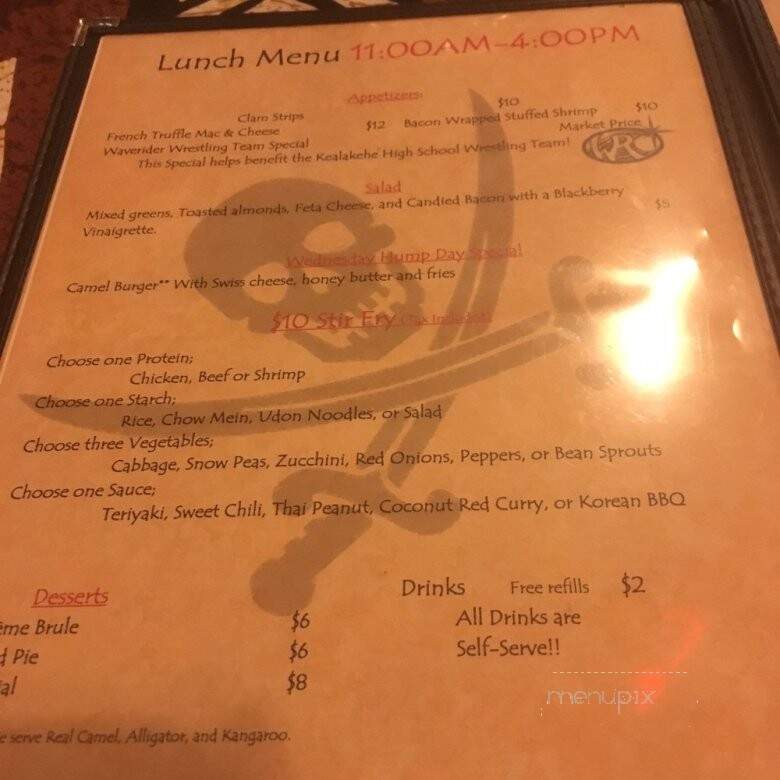 Lunch Menu 11:00AM-4:00PM
Appetizers:
Clam Strips $10 Bacon Wrapped Stuffed Shrimp $10
French Truffle Mac & Cheese $12
Waverider Wrestling Team Special Market Price
This Special helps benefit the Kealakehe High School Wrestling Team!
Salad
Mixed greens, Toasted almonds, Feta Cheese, and Candied Bacon with a Blackberry
Vinaigrette.
Wednesday Hump Day Special
Camel Burger** With Swiss cheese, honey butter and fries
$10 Stir Fry (Tax Included)
Choose one Protein;
Chicken, Beef or Shrimp
Choose one Starch;
Rice, Chow Mein, Udon Noodles, or Salad
Choose three Vegetables;
Cabbage, Snow Peas, Zucchini, Red Onions, Peppers, or Bean Sprouts
Choose one Sauce;
Teriyaki, Sweet Chili, Thai Peanut, Coconut Red Curry, or Korean BBQ
Desserts
Brule $6
Pie $6
$8
Drinks Free refills $2
All Drinks are
Self-Serve!!
serve Real Camel, Alligator, and Kangaroo.
menupix